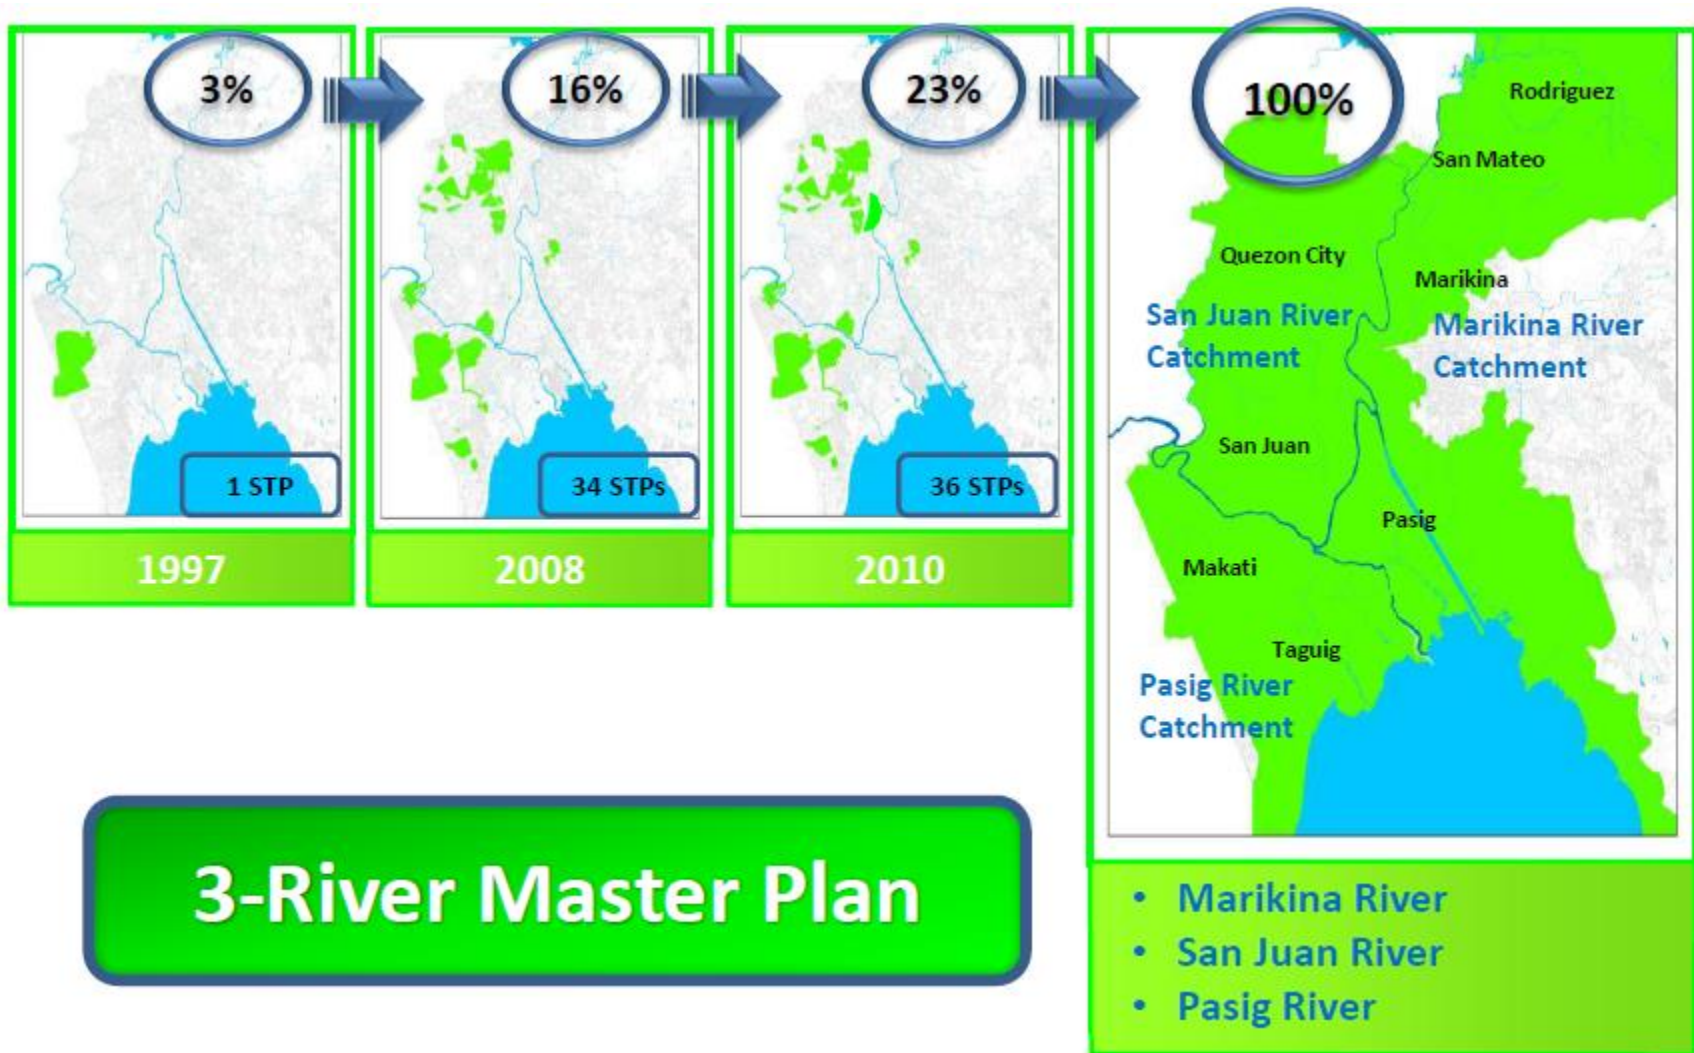 3%
16%
23%
100%
1 STP
34 STPs
36 STPs
1997
2008
2010
Rodriguez
San Mateo
Quezon City
Marikina
San Juan River
Catchment
Marikina River
Catchment
San Juan
Pasig
Makati
Taguig
Pasig River
Catchment
3-River Master Plan
• Marikina River
• San Juan River
• Pasig River